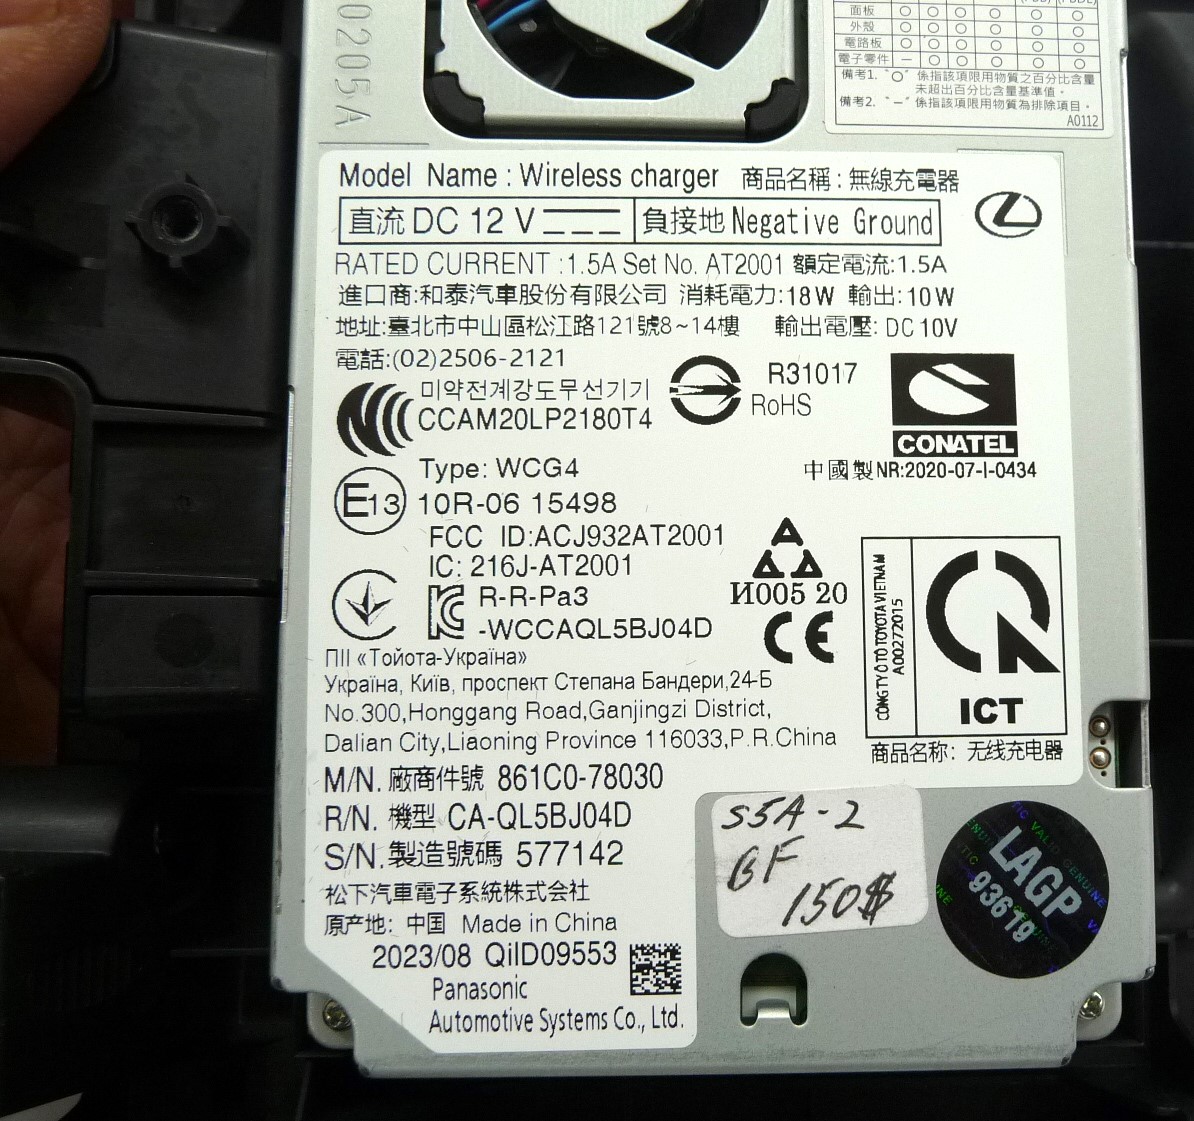 0205A
面板 ○ ○ ○ ○ ○ ○
外殼 ○ ○ ○ ○ ○ ○
電路板 ○ ○ ○ ○ ○ ○
電子零件 － ○ ○ ○ ○ ○
備考1. "○" 係指該項限用物質之百分比含量
未超出百分比含量基準值。
備考2. "－" 係指該項限用物質為排除項目。
A0112
Model Name : Wireless charger 商品名稱 : 無線充電器
直流 DC 12 V 負接地 Negative Ground
RATED CURRENT :1.5A Set No. AT2001 額定電流:1.5A
進口商:和泰汽車股份有限公司 消耗電力:18W 輸出:10W
地址:臺北市中山區松江路121號8~14樓 輸出電壓: DC10V
電話:(02)2506-2121
미약전계강도무선기기
CCAM20LP2180T4
R31017
RoHS
CONATEL
中國製 NR:2020-07-I-0434
Type: WCG4
E13 10R-06 15498
FCC ID:ACJ932AT2001
IC: 216J-AT2001
R-R-Pa3
-WCCAQL5BJ04D
И005 20
CE
CÔNG TY Ô TÔ TOYOTA VIETNAM
A00272015
ICT
ПІІ «Тойота-Україна»
Україна, Київ, проспект Степана Бандери,24-Б
No.300,Honggang Road,Ganjingzi District,
Dalian City,Liaoning Province 116033,P.R.China
商品名称: 无线充电器
M/N. 廠商件號 861C0-78030
R/N. 機型 CA-QL5BJ04D
S/N. 製造號碼 577142
松下汽車電子系統株式会社
原产地: 中国 Made in China
2023/08 QiID09553
Panasonic
Automotive Systems Co., Ltd.
S5A-2
BF
150$
VALID GENUINE
LAGP
93619